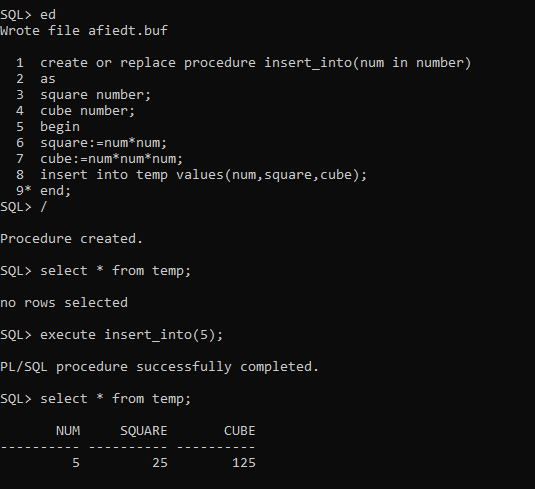 SQL> ed
Wrote file afiedt.buf
  1  create or replace procedure insert_into(num in number)
  2  as
  3  square number;
  4  cube number;
  5  begin
  6  square:=num*num;
  7  cube:=num*num*num;
  8  insert into temp values(num,square,cube);
  9* end;
SQL> /
Procedure created.
SQL> select * from temp;
no rows selected
SQL> execute insert_into(5);
PL/SQL procedure successfully completed.
SQL> select * from temp;
       NUM     SQUARE       CUBE
---------- ---------- ----------
         5         25        125